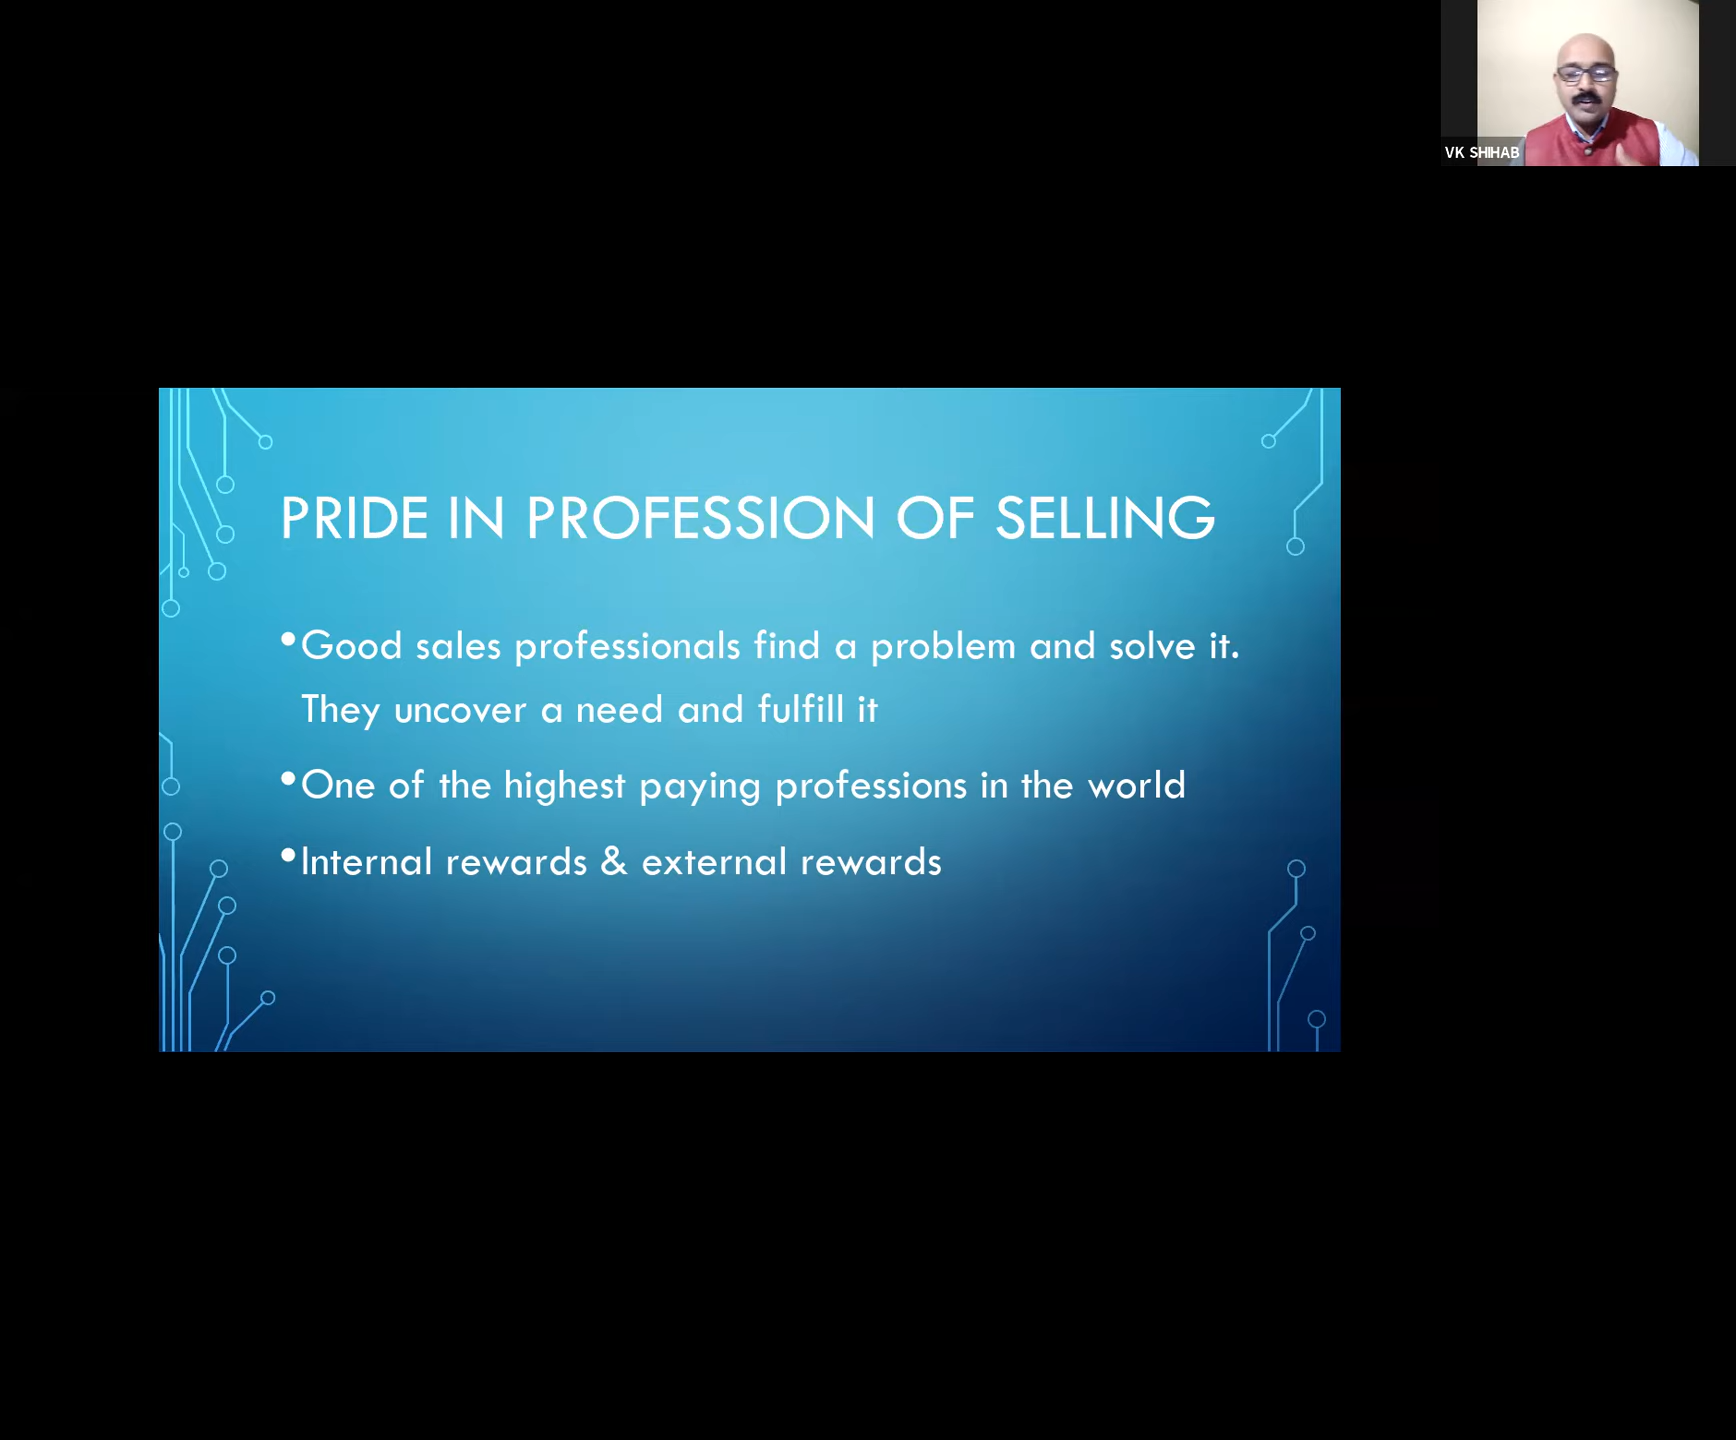 VK SHIHAB
PRIDE IN PROFESSION OF SELLING
•Good sales professionals find a problem and solve it.
They uncover a need and fulfill it
•One of the highest paying professions in the world
•Internal rewards & external rewards